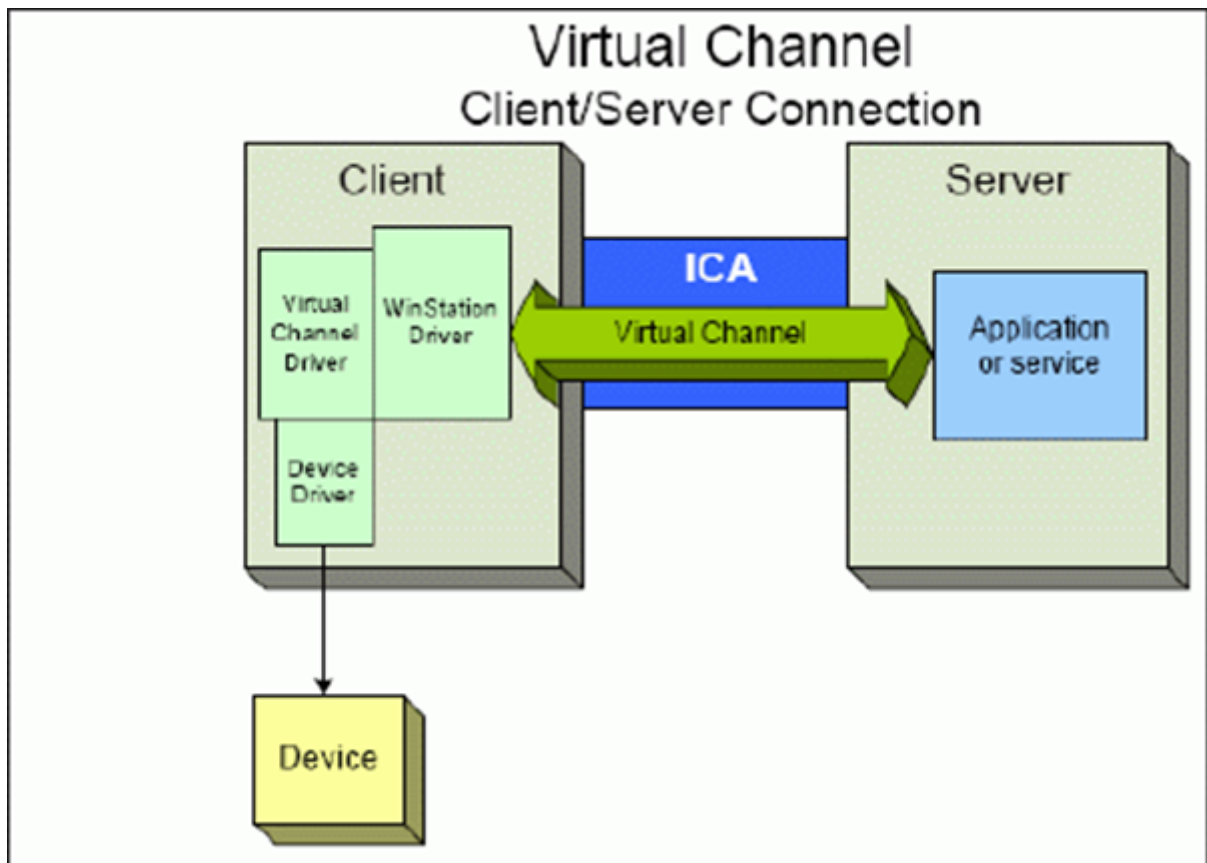 Virtual Channel
Client/Server Connection
Client
Server
ICA
Virtual
Channel
Driver
WinStation
Driver
Virtual Channel
Application
or service
Device
Driver
Device